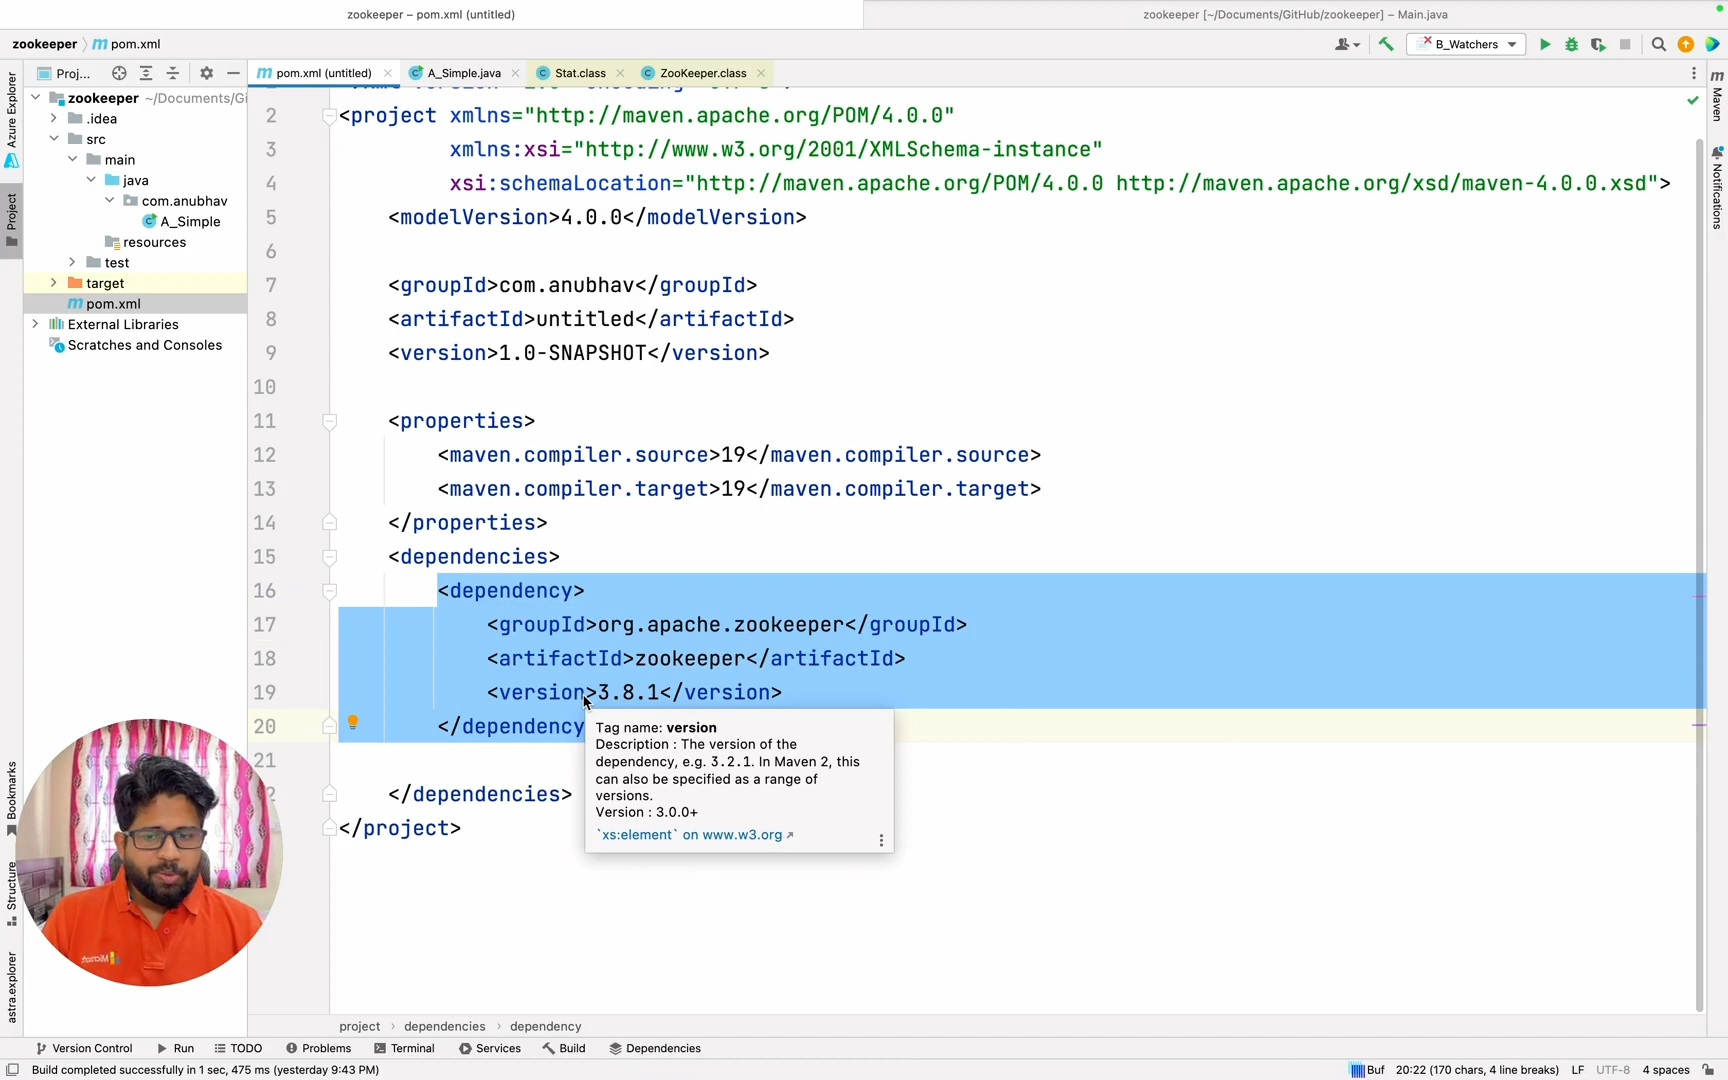 zookeeper – pom.xml (untitled)
zookeeper [~/Documents/GitHub/zookeeper] – Main.java
zookeeper
pom.xml
B_Watchers
Proj...
pom.xml (untitled)
A_Simple.java
Stat.class
ZooKeeper.class
Azure Explorer
Project
Bookmarks
Structure
astra.explorer
Maven
Notifications
zookeeper ~/Documents/Gi
.idea
src
main
java
com.anubhav
A_Simple
resources
test
target
pom.xml
External Libraries
Scratches and Consoles
2 <project xmlns="http://maven.apache.org/POM/4.0.0"
3 xmlns:xsi="http://www.w3.org/2001/XMLSchema-instance"
4 xsi:schemaLocation="http://maven.apache.org/POM/4.0.0 http://maven.apache.org/xsd/maven-4.0.0.xsd">
5 <modelVersion>4.0.0</modelVersion>
6
7 <groupId>com.anubhav</groupId>
8 <artifactId>untitled</artifactId>
9 <version>1.0-SNAPSHOT</version>
10
11 <properties>
12 <maven.compiler.source>19</maven.compiler.source>
13 <maven.compiler.target>19</maven.compiler.target>
14 </properties>
15 <dependencies>
16 <dependency>
17 <groupId>org.apache.zookeeper</groupId>
18 <artifactId>zookeeper</artifactId>
19 <version>3.8.1</version>
20 </dependency
21
</dependencies>
</project>
Tag name: version
Description : The version of the
dependency, e.g. 3.2.1. In Maven 2, this
can also be specified as a range of
versions.
Version : 3.0.0+
`xs:element` on www.w3.org
Microsoft
project › dependencies › dependency
Version Control
Run
TODO
Problems
Terminal
Services
Build
Dependencies
Build completed successfully in 1 sec, 475 ms (yesterday 9:43 PM)
Buf
20:22 (170 chars, 4 line breaks)
LF
UTF-8
4 spaces